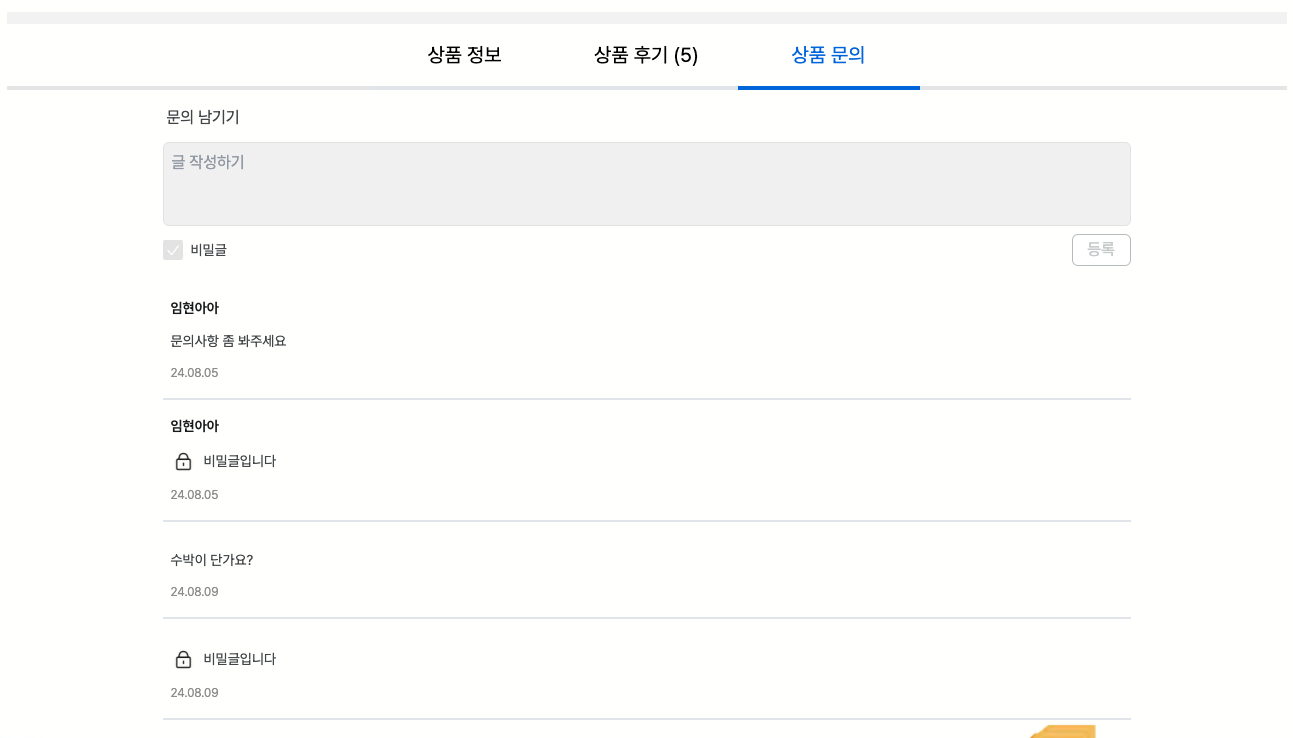 상품 정보 상품 후기 (5) 상품 문의
문의 남기기
글 작성하기
비밀글 등록
임현아아
문의사항 좀 봐주세요
24.08.05
임현아아
비밀글입니다
24.08.05
수박이 단가요?
24.08.09
비밀글입니다
24.08.09